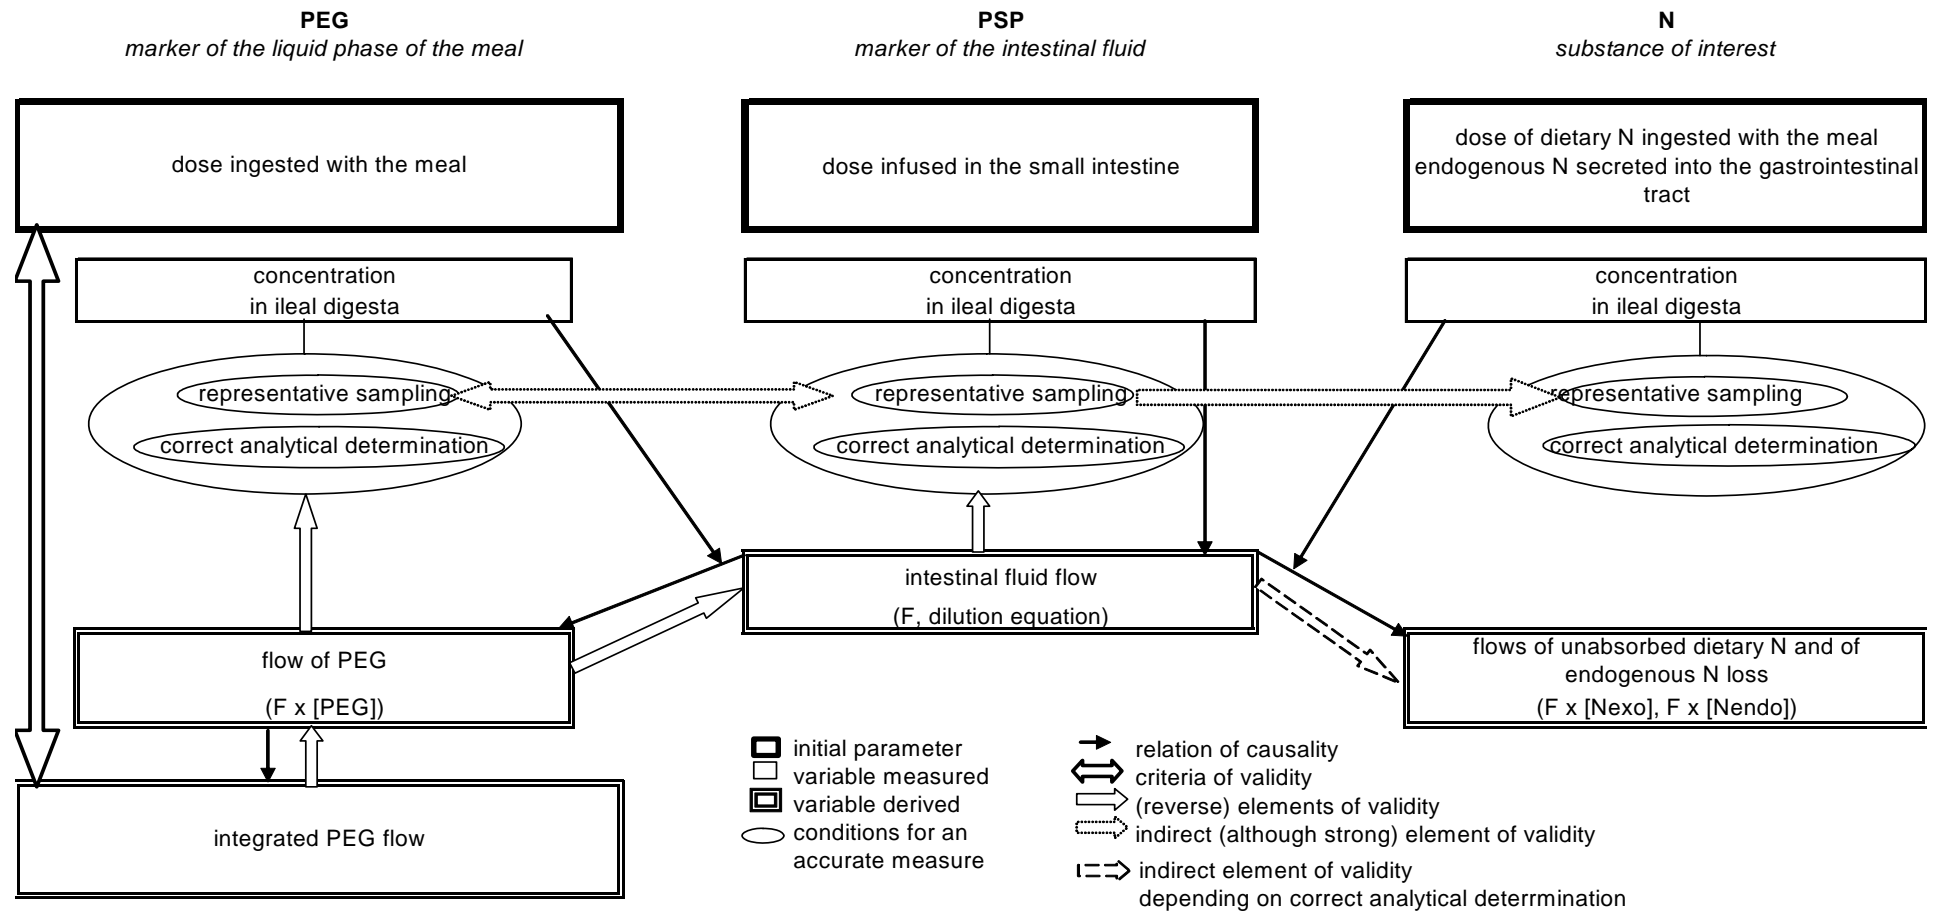 PEG
marker of the liquid phase of the meal
PSP
marker of the intestinal fluid
N
substance of interest
dose ingested with the meal
dose infused in the small intestine
dose of dietary N ingested with the meal
endogenous N secreted into the gastrointestinal
tract
concentration
in ileal digesta
concentration
in ileal digesta
concentration
in ileal digesta
representative sampling
correct analytical determination
representative sampling
correct analytical determination
representative sampling
correct analytical determination
intestinal fluid flow
(F, dilution equation)
flow of PEG
(F x [PEG])
flows of unabsorbed dietary N and of
endogenous N loss
(F x [Nexo], F x [Nendo])
integrated PEG flow
initial parameter
variable measured
variable derived
conditions for an
accurate measure
relation of causality
criteria of validity
(reverse) elements of validity
indirect (although strong) element of validity
indirect element of validity
depending on correct analytical deterrmination